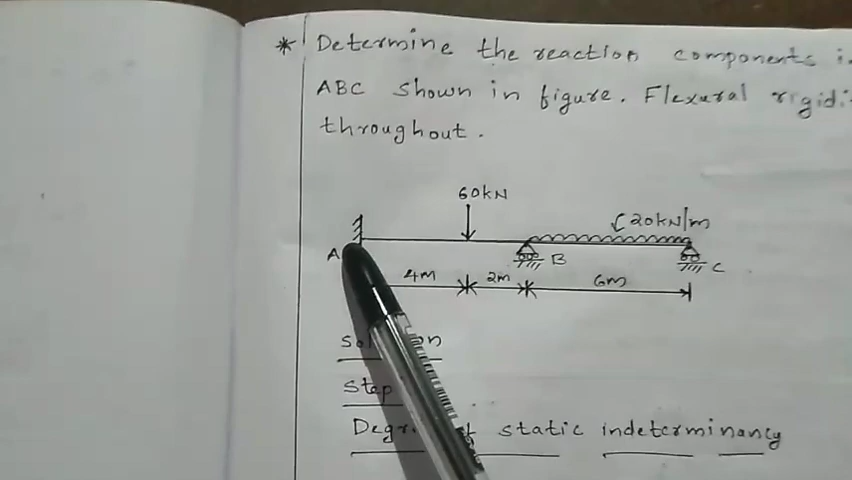 * Determine the reaction components
ABC shown in figure. Flexural
throughout.
60kN
20kN/m
A
B
C
4m
2m
6m
Step
static indeterminancy